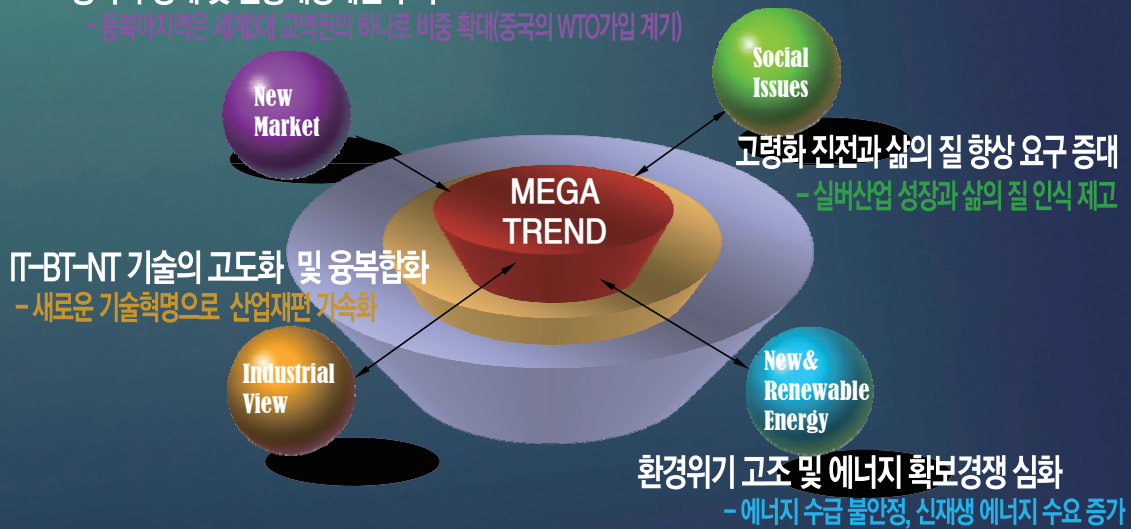 - 동북아지역은 세계3대 교역권의 하나로 비중 확대(중국의 WTO가입 계기)
New
Market
Social
Issues
고령화 진전과 삶의 질 향상 요구 증대
- 실버산업 성장과 삶의 질 인식 제고
MEGA
TREND
IT-BT-NT 기술의 고도화 및 융복합화
- 새로운 기술혁명으로 산업재편 가속화
Industrial
View
New&
Renewable
Energy
환경위기 고조 및 에너지 확보경쟁 심화
- 에너지 수급 불안정, 신재생 에너지 수요 증가